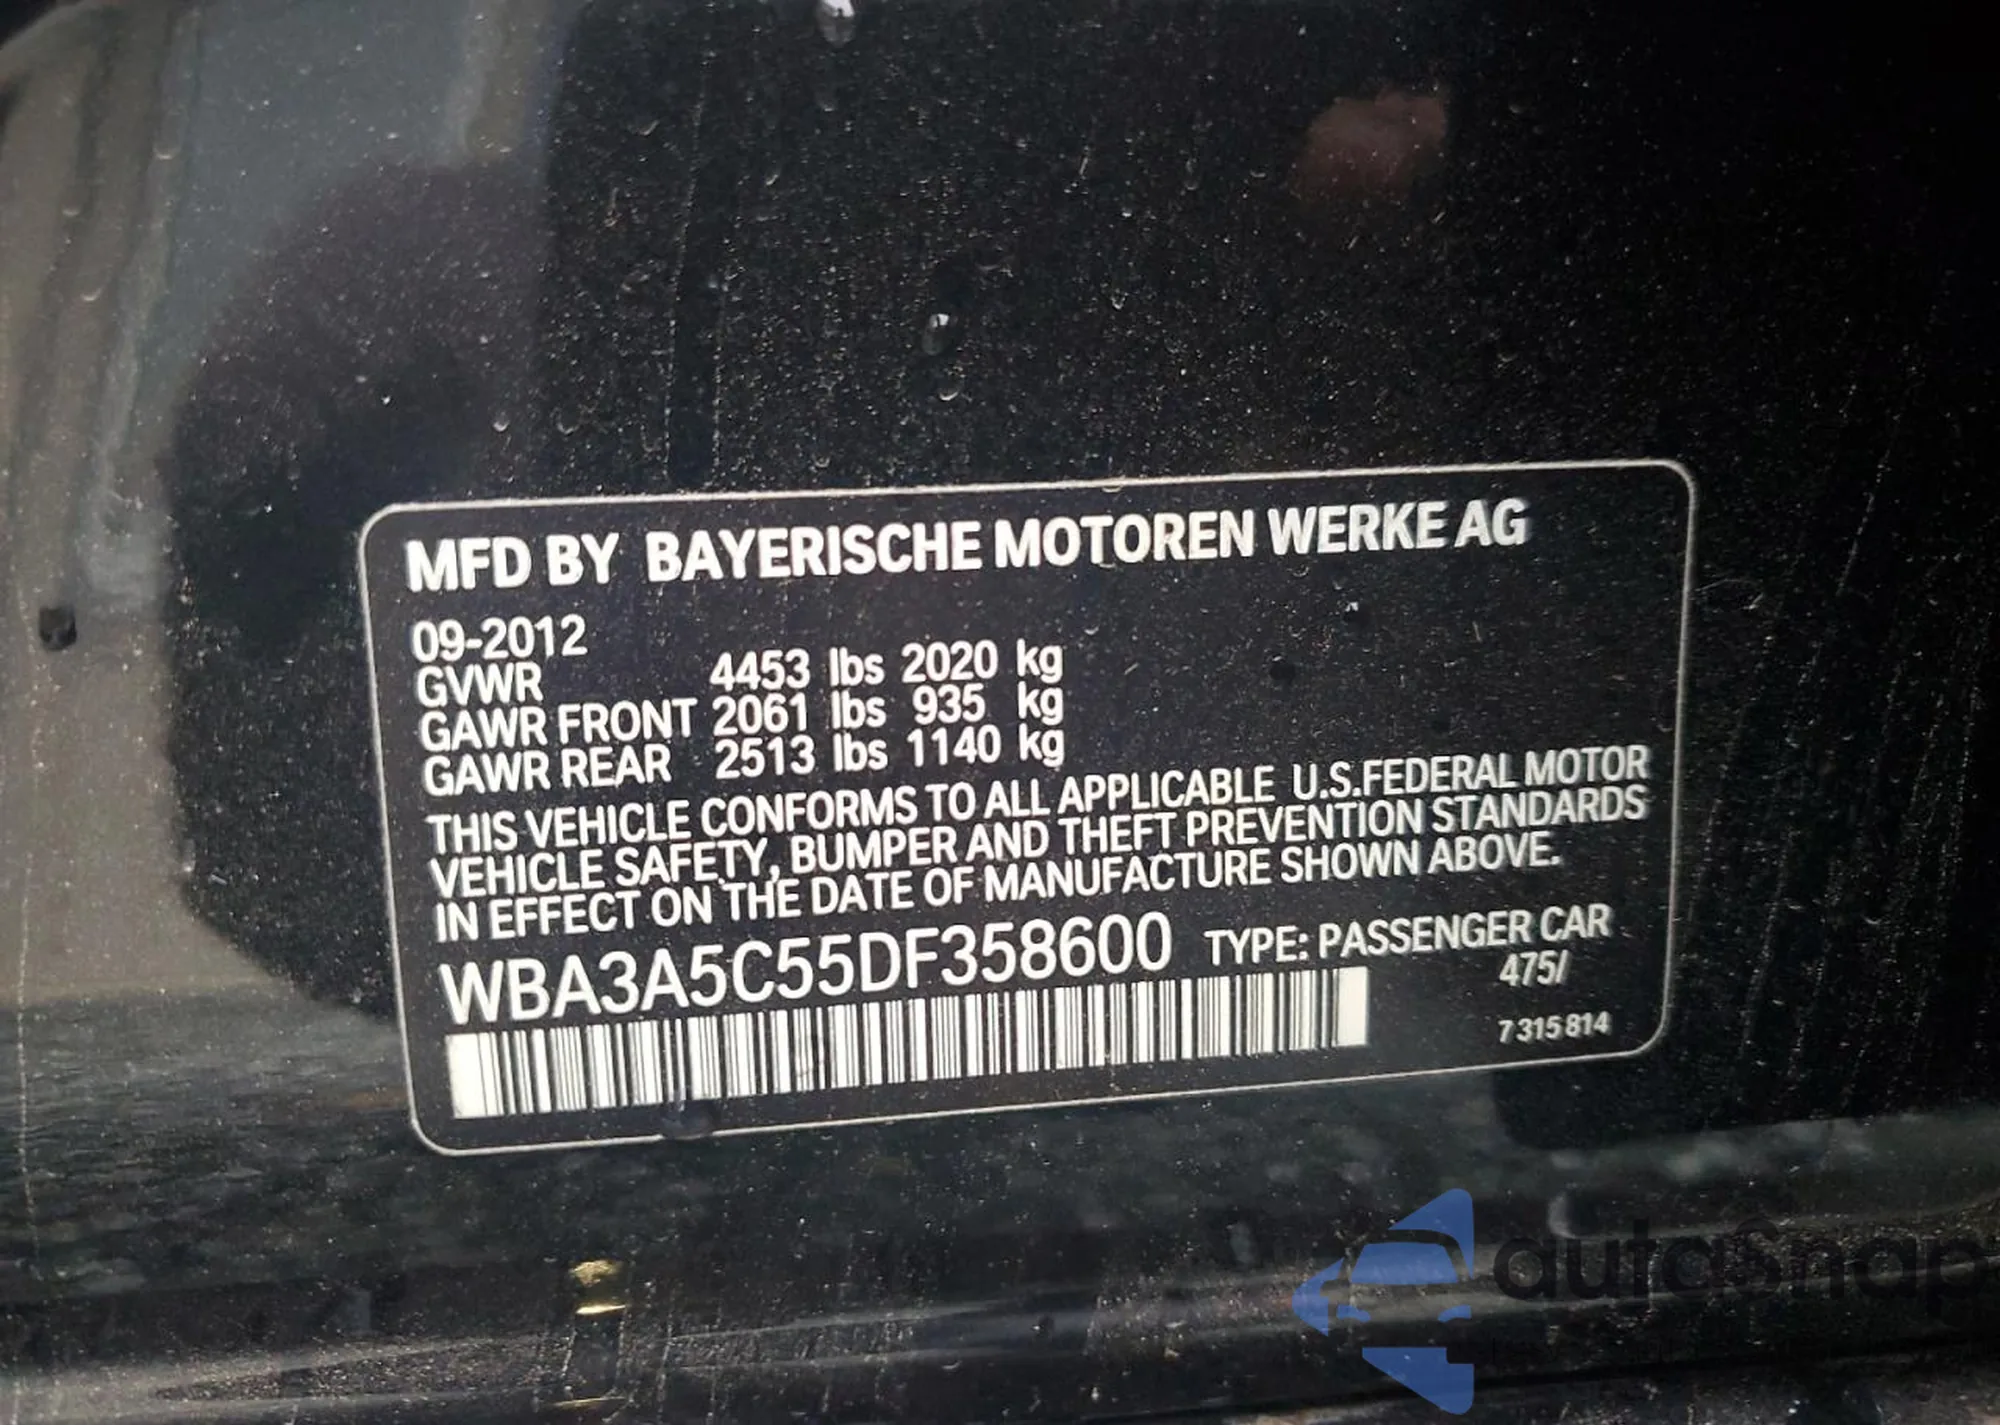 MFD BY BAYERISCHE MOTOREN WERKE AG
09-2012
GVWR 4453 lbs 2020 kg
GAWR FRONT 2061 lbs 935 kg
GAWR REAR 2513 lbs 1140 kg
THIS VEHICLE CONFORMS TO ALL APPLICABLE U.S.FEDERAL MOTOR
VEHICLE SAFETY, BUMPER AND THEFT PREVENTION STANDARDS
IN EFFECT ON THE DATE OF MANUFACTURE SHOWN ABOVE.
WBA3A5C55DF358600 TYPE: PASSENGER CAR
475/
7 315 814
autaSnap